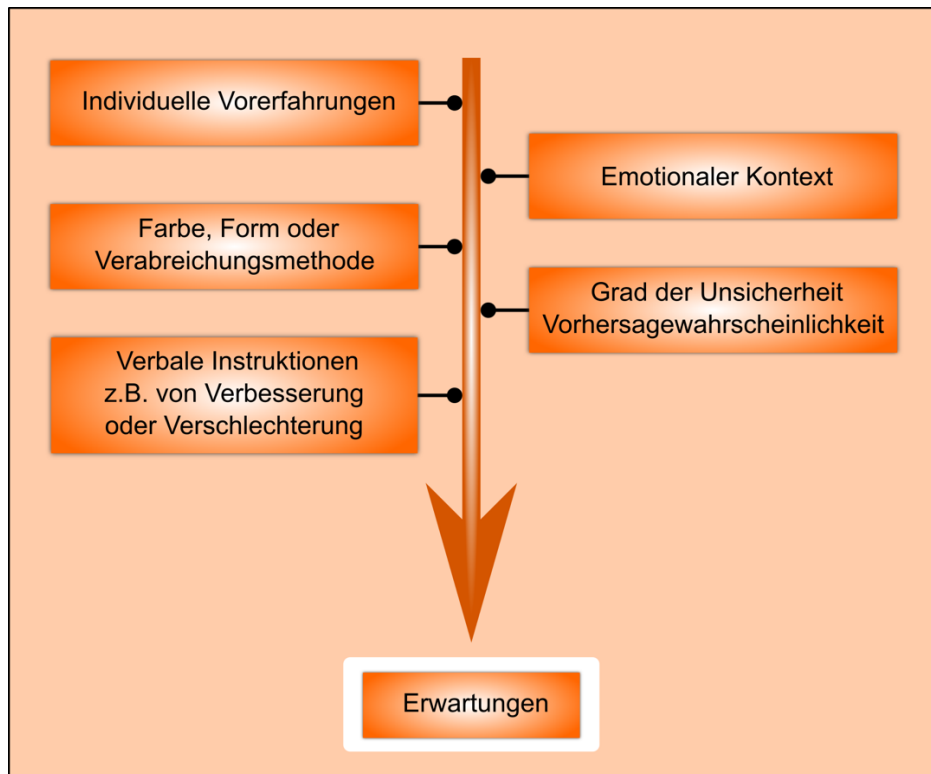 Individuelle Vorerfahrungen
Emotionaler Kontext
Farbe, Form oder
Verabreichungsmethode
Grad der Unsicherheit
Vorhersagewahrscheinlichkeit
Verbale Instruktionen
z.B. von Verbesserung
oder Verschlechterung
Erwartungen